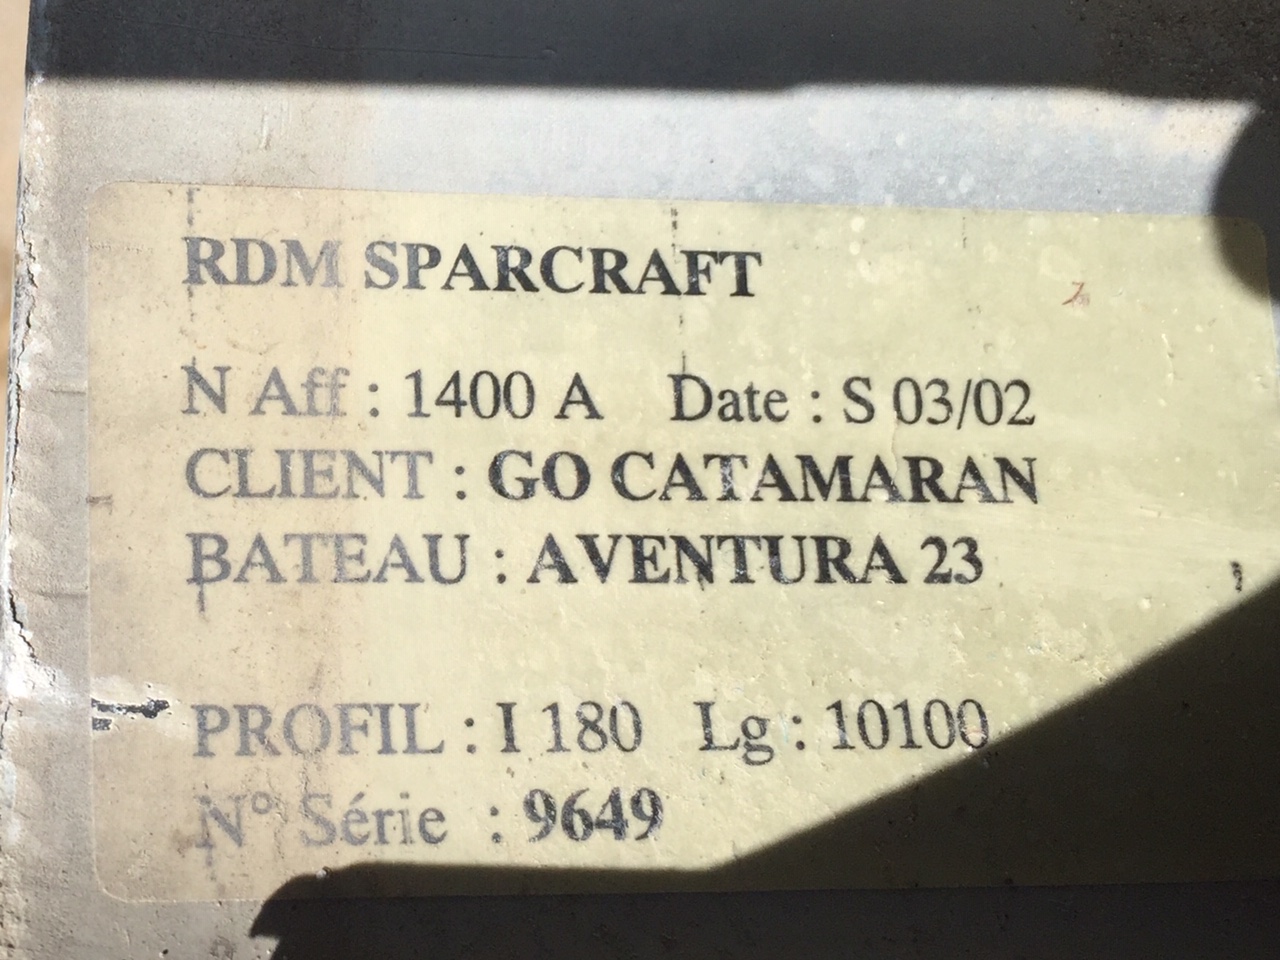 RDM SPARCRAFT
N Aff : 1400 A Date : S 03/02
CLIENT : GO CATAMARAN
BATEAU : AVENTURA 23
PROFIL : I 180 Lg : 10100
N° Série : 9649